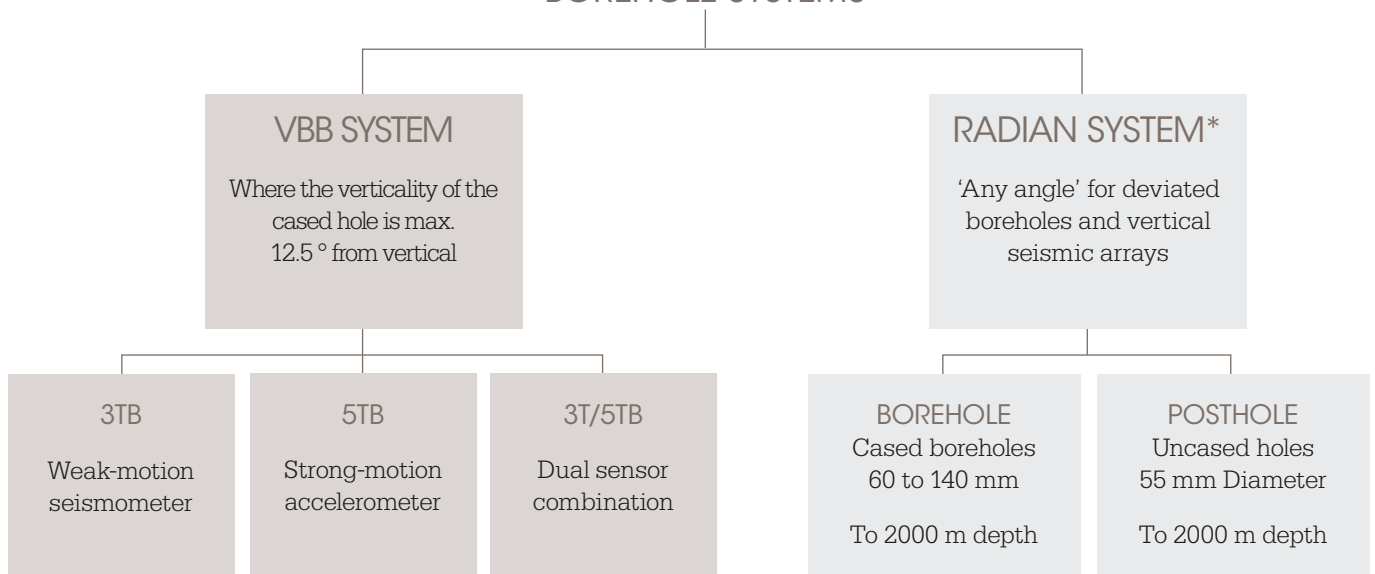 BOREHOLE SYSTEMS
VBB SYSTEM
Where the verticality of the
cased hole is max.
12.5 ° from vertical
RADIAN SYSTEM*
‘Any angle’ for deviated
boreholes and vertical
seismic arrays
3TB
Weak-motion
seismometer
5TB
Strong-motion
accelerometer
3T/5TB
Dual sensor
combination
BOREHOLE
Cased boreholes
60 to 140 mm
To 2000 m depth
POSTHOLE
Uncased holes
55 mm Diameter
To 2000 m depth